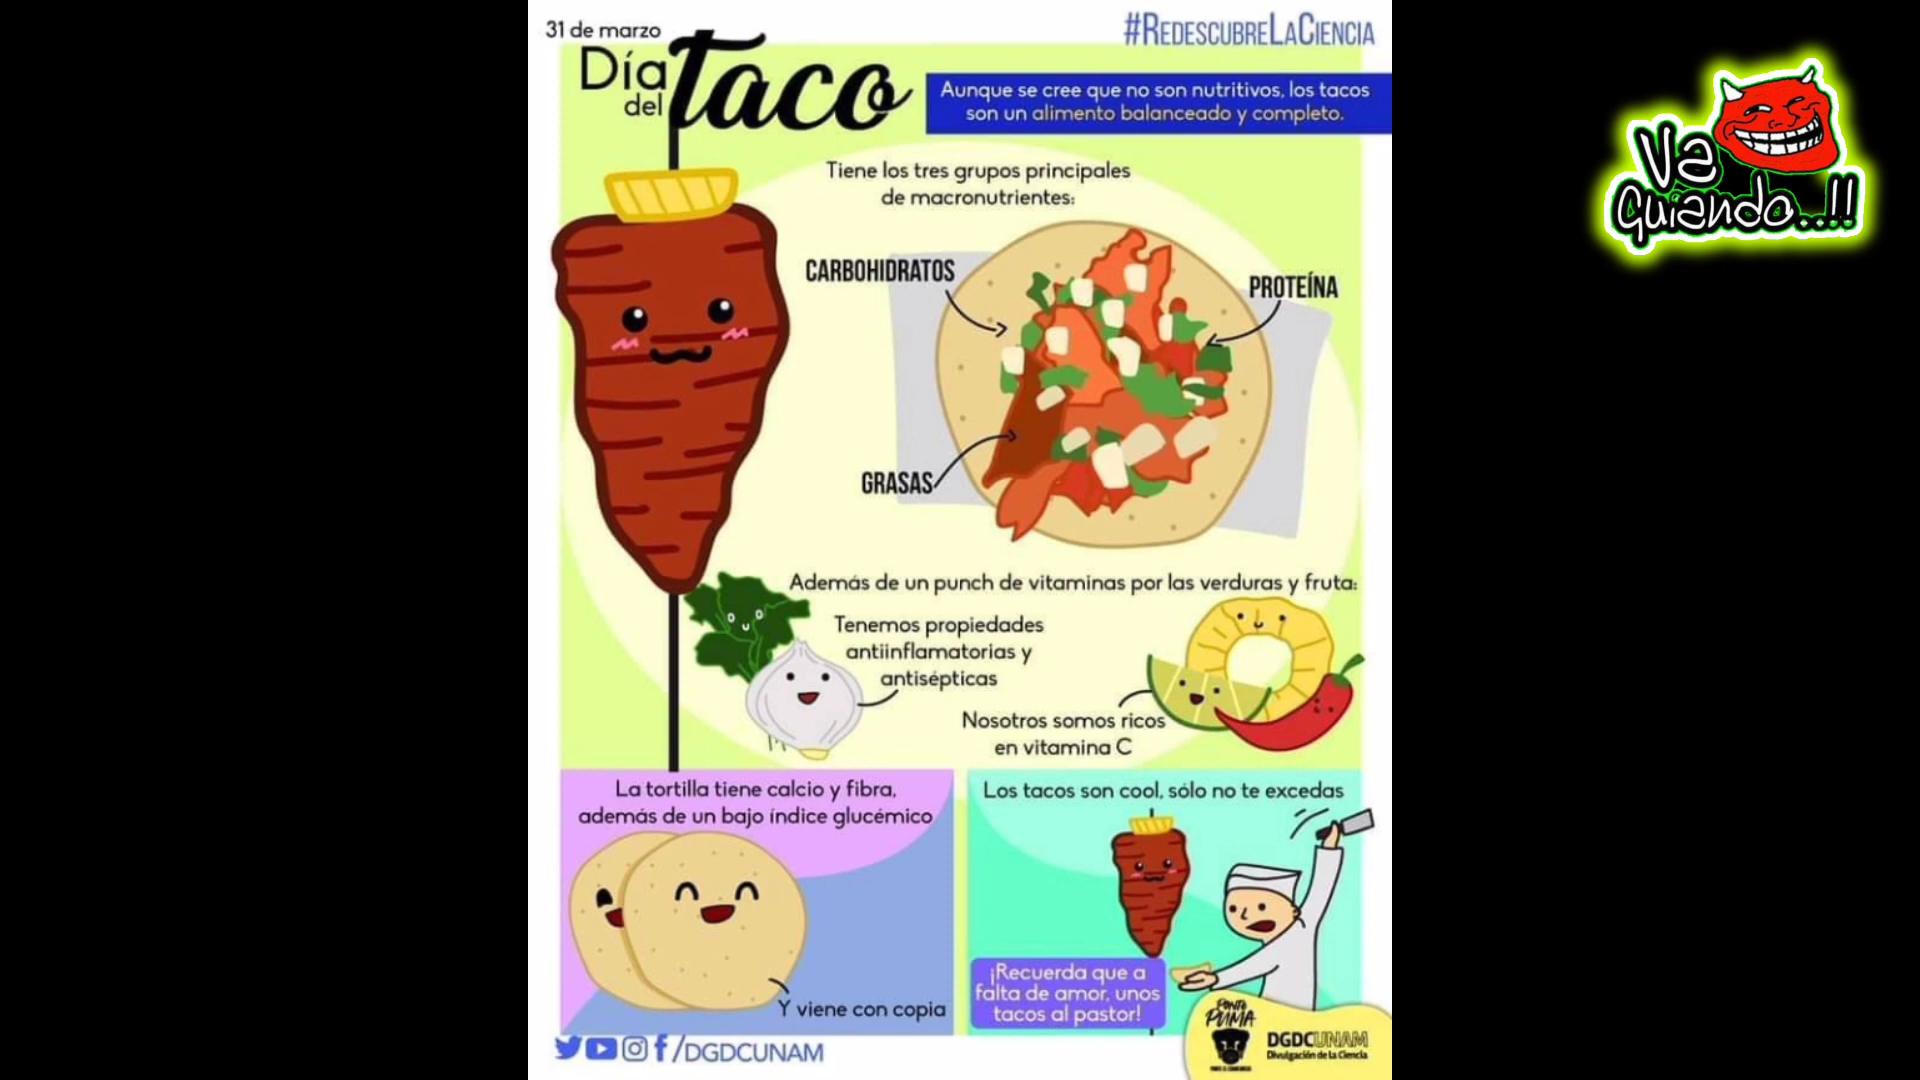 31 de marzo
Día
del
Taco
#REDESCUBRELACIENCIA
Aunque se cree que no son nutritivos, los tacos
son un alimento balanceado y completo.
Va
Guiando..!!
Tiene los tres grupos principales
de macronutrientes:
CARBOHIDRATOS
PROTEÍNA
GRASAS
Además de un punch de vitaminas por las verduras y fruta:
Tenemos propiedades
antiinflamatorias y
antisépticas
Nosotros somos ricos
en vitamina C
La tortilla tiene calcio y fibra,
además de un bajo índice glucémico
Y viene con copia
Los tacos son cool, sólo no te excedas
¡Recuerda que a
falta de amor, unos
tacos al pastor!
/DGDCUNAM
PONTE
PUMA
DGDCUNAM
Divulgación de la Ciencia